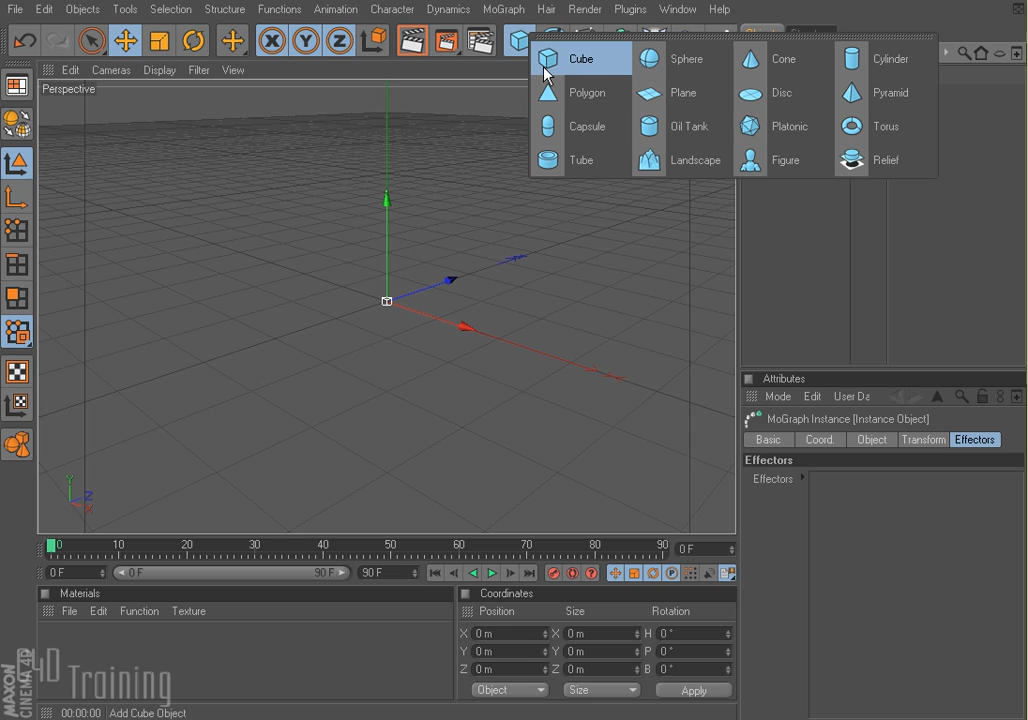 File Edit Objects Tools Selection Structure Functions Animation Character Dynamics MoGraph Hair Render Plugins Window Help
X Y Z
Edit Cameras Display Filter View
Perspective
Cube Sphere Cone Cylinder
Polygon Plane Disc Pyramid
Capsule Oil Tank Platonic Torus
Tube Landscape Figure Relief
Attributes
Mode Edit User Da
MoGraph Instance [Instance Object]
Basic Coord. Object Transform Effectors
Effectors
Effectors
Y Z X
0 10 20 30 40 50 60 70 80 90 0 F
0 F 0 F 90 F 90 F
Materials
File Edit Function Texture
Coordinates
Position Size Rotation
X 0 m X 0 m H 0 °
Y 0 m Y 0 m P 0 °
Z 0 m Z 0 m B 0 °
Object Size Apply
MAXON
CINEMA 4D
C4D Training
00:00:00 Add Cube Object